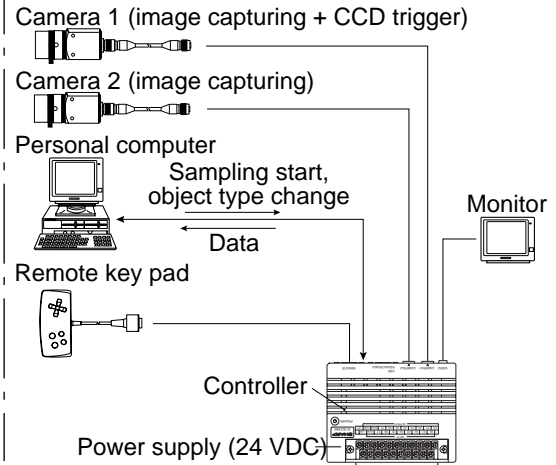 Camera 1 (image capturing + CCD trigger)
Camera 2 (image capturing)
Personal computer
Sampling start,
object type change
Data
Monitor
Remote key pad
Controller
Power supply (24 VDC)